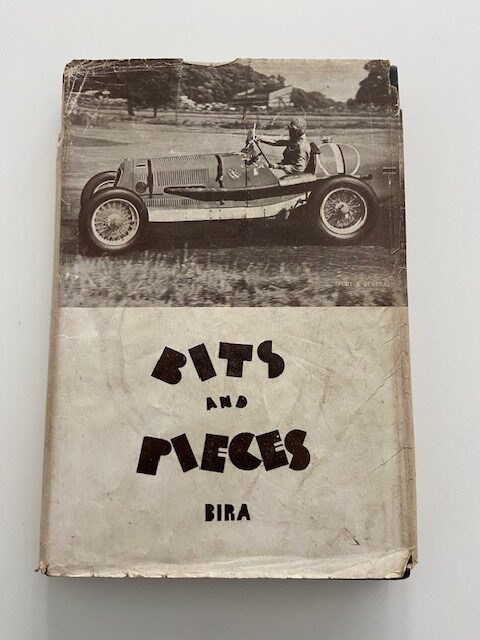 SPORT & GENERAL
BITS
AND
PIECES
BIRA